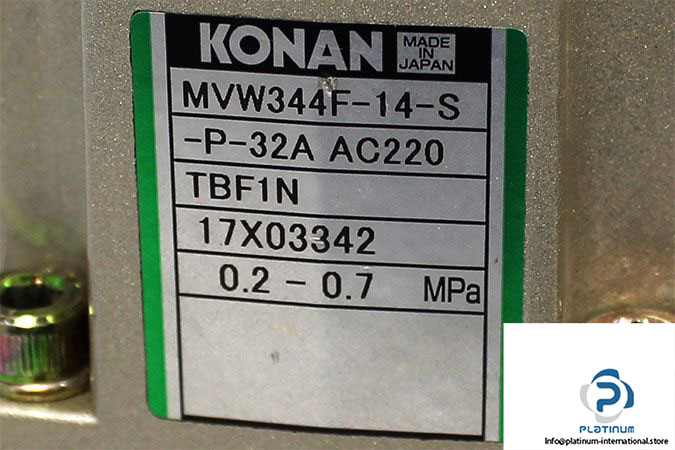 KONAN
MADE
IN
JAPAN
MVW344F-14-S
-P-32A AC220
TBF1N
17X03342
0.2 - 0.7 MPa
PLATINUM
Info@platinum-international.store